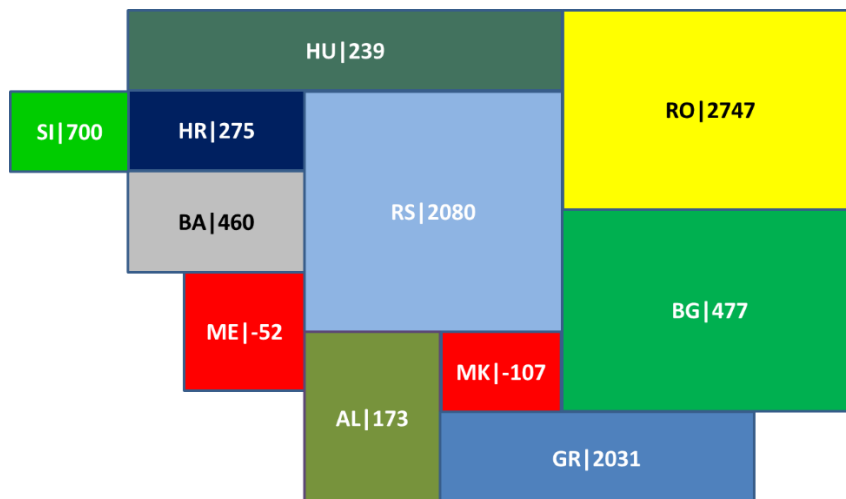 HU|239
RO|2747
SI|700
HR|275
RS|2080
BA|460
BG|477
ME|-52
MK|-107
AL|173
GR|2031